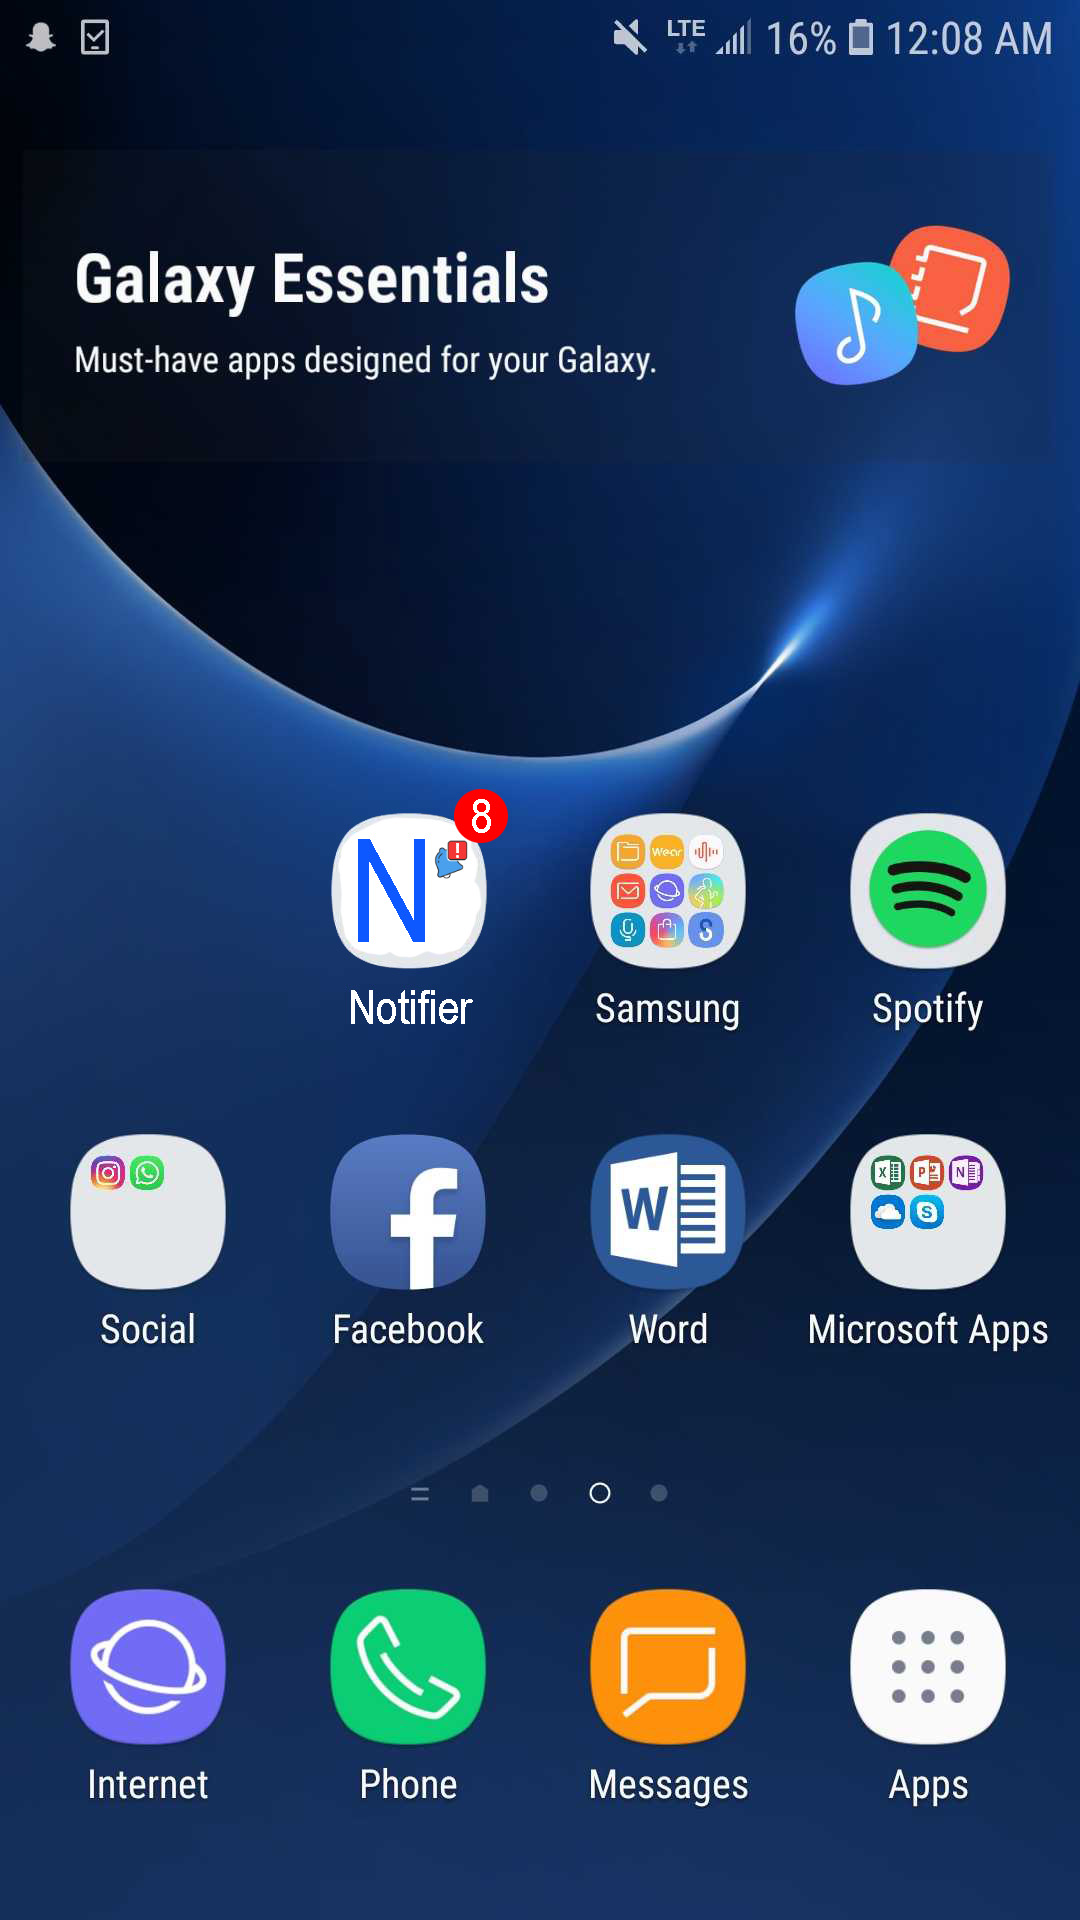 LTE 16% 12:08 AM
Galaxy Essentials
Must-have apps designed for your Galaxy.
8
N
Wear
Notifier Samsung Spotify
W
X P N
S
Social Facebook Word Microsoft Apps
Internet Phone Messages Apps